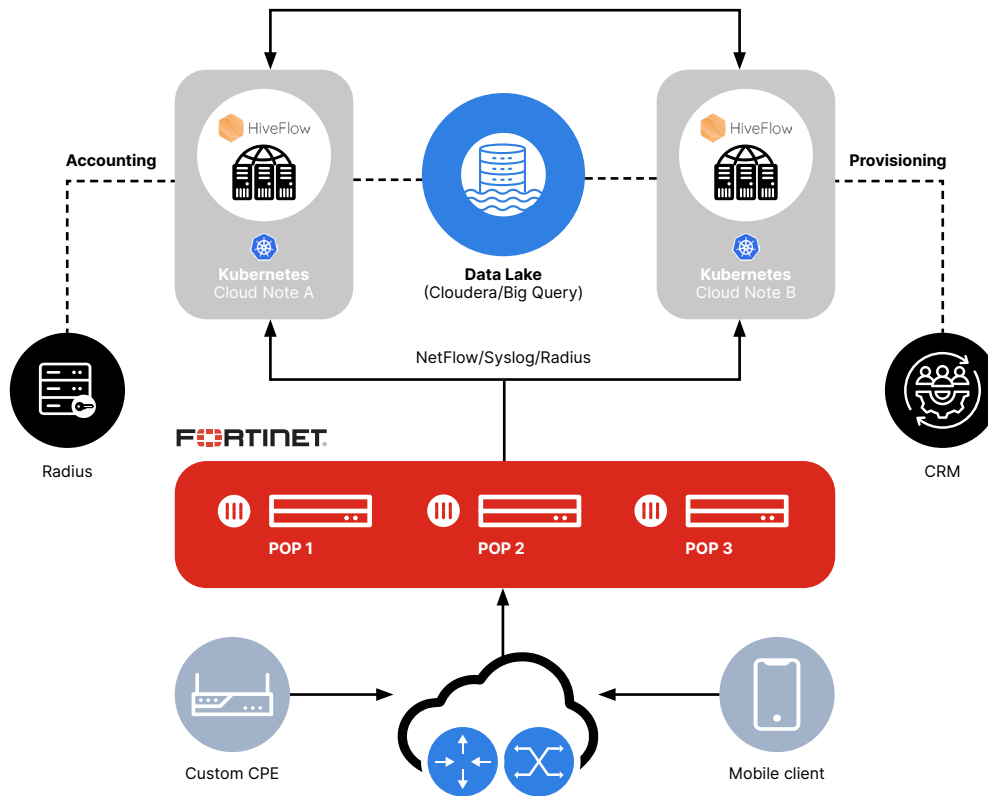 HiveFlow
HiveFlow
Accounting
Provisioning
Kubernetes
Cloud Note A
Data Lake
(Cloudera/Big Query)
Kubernetes
Cloud Note B
NetFlow/Syslog/Radius
FORTINET®
Radius
CRM
POP 1
POP 2
POP 3
Custom CPE
Mobile client